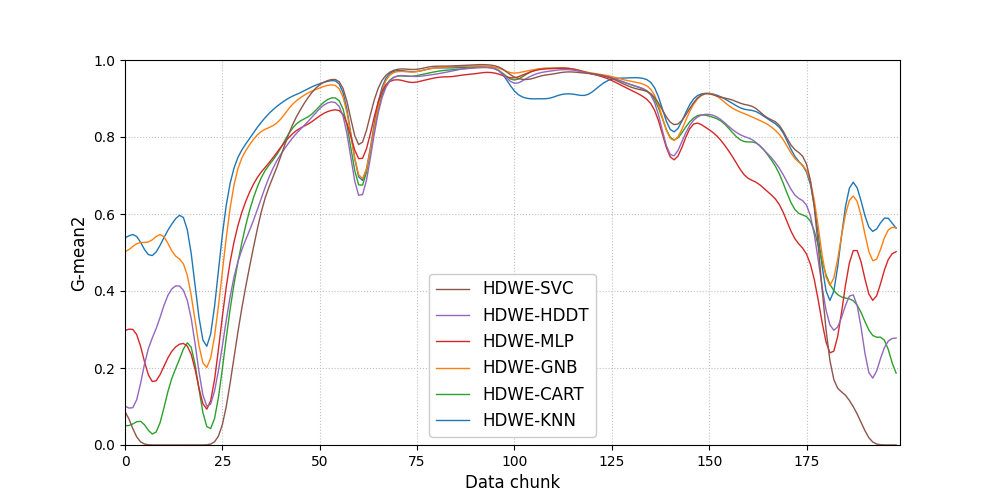 1.0
0.8
0.6
0.4
0.2
0.0
G-mean2
HDWE-SVC
HDWE-HDDT
HDWE-MLP
HDWE-GNB
HDWE-CART
HDWE-KNN
0 25 50 75 100 125 150 175
Data chunk